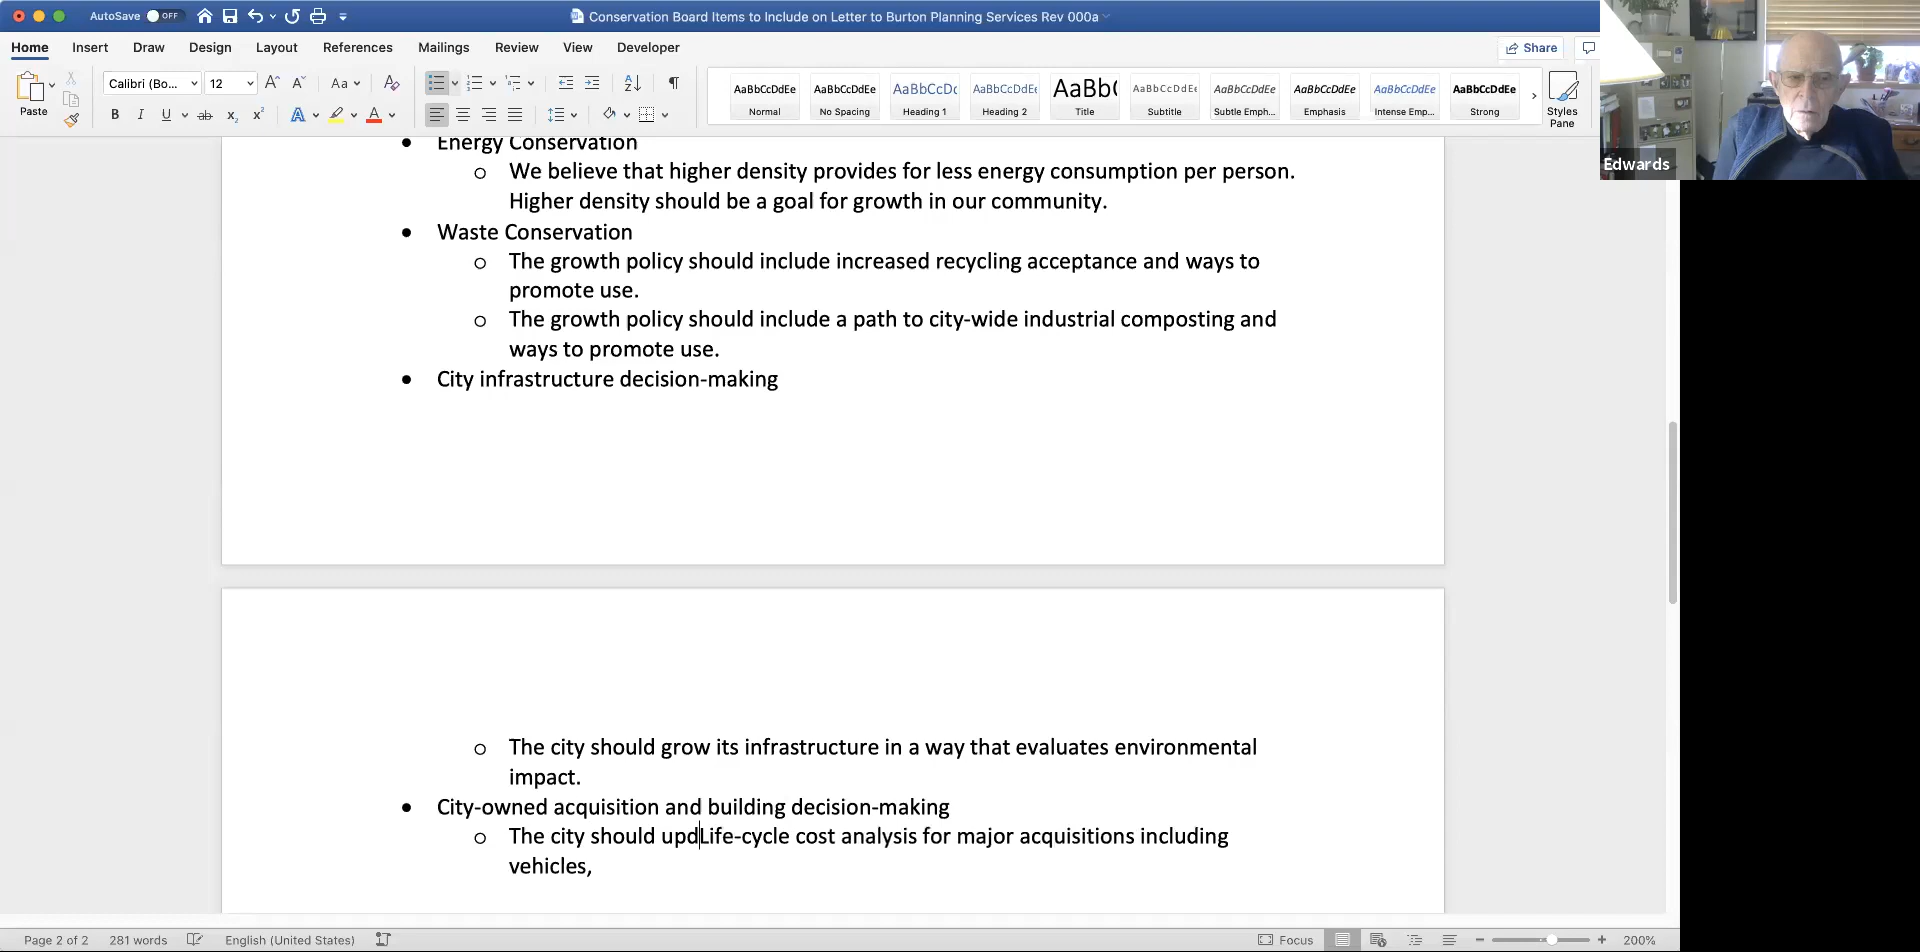 AutoSave OFF
Conservation Board Items to Include on Letter to Burton Planning Services Rev 000a
Home Insert Draw Design Layout References Mailings Review View Developer
Share
Paste
Calibri (Bo... 12
Aa
AaBbCcDdEe AaBbCcDdEe AaBbCcDc AaBbCcDdEe AaBb( AaBbCcDdEe AaBbCcDdEe AaBbCcDdEe AaBbCcDdEe AaBbCcDdEe
Normal No Spacing Heading 1 Heading 2 Title Subtitle Subtle Emph... Emphasis Intense Emp... Strong
Styles
Pane
B I U ab x2 x2 A A
Edwards
• Energy Conservation
o We believe that higher density provides for less energy consumption per person.
Higher density should be a goal for growth in our community.
• Waste Conservation
o The growth policy should include increased recycling acceptance and ways to
promote use.
o The growth policy should include a path to city-wide industrial composting and
ways to promote use.
• City infrastructure decision-making
o The city should grow its infrastructure in a way that evaluates environmental
impact.
• City-owned acquisition and building decision-making
o The city should updLife-cycle cost analysis for major acquisitions including
vehicles,
Page 2 of 2 281 words English (United States) Focus 200%